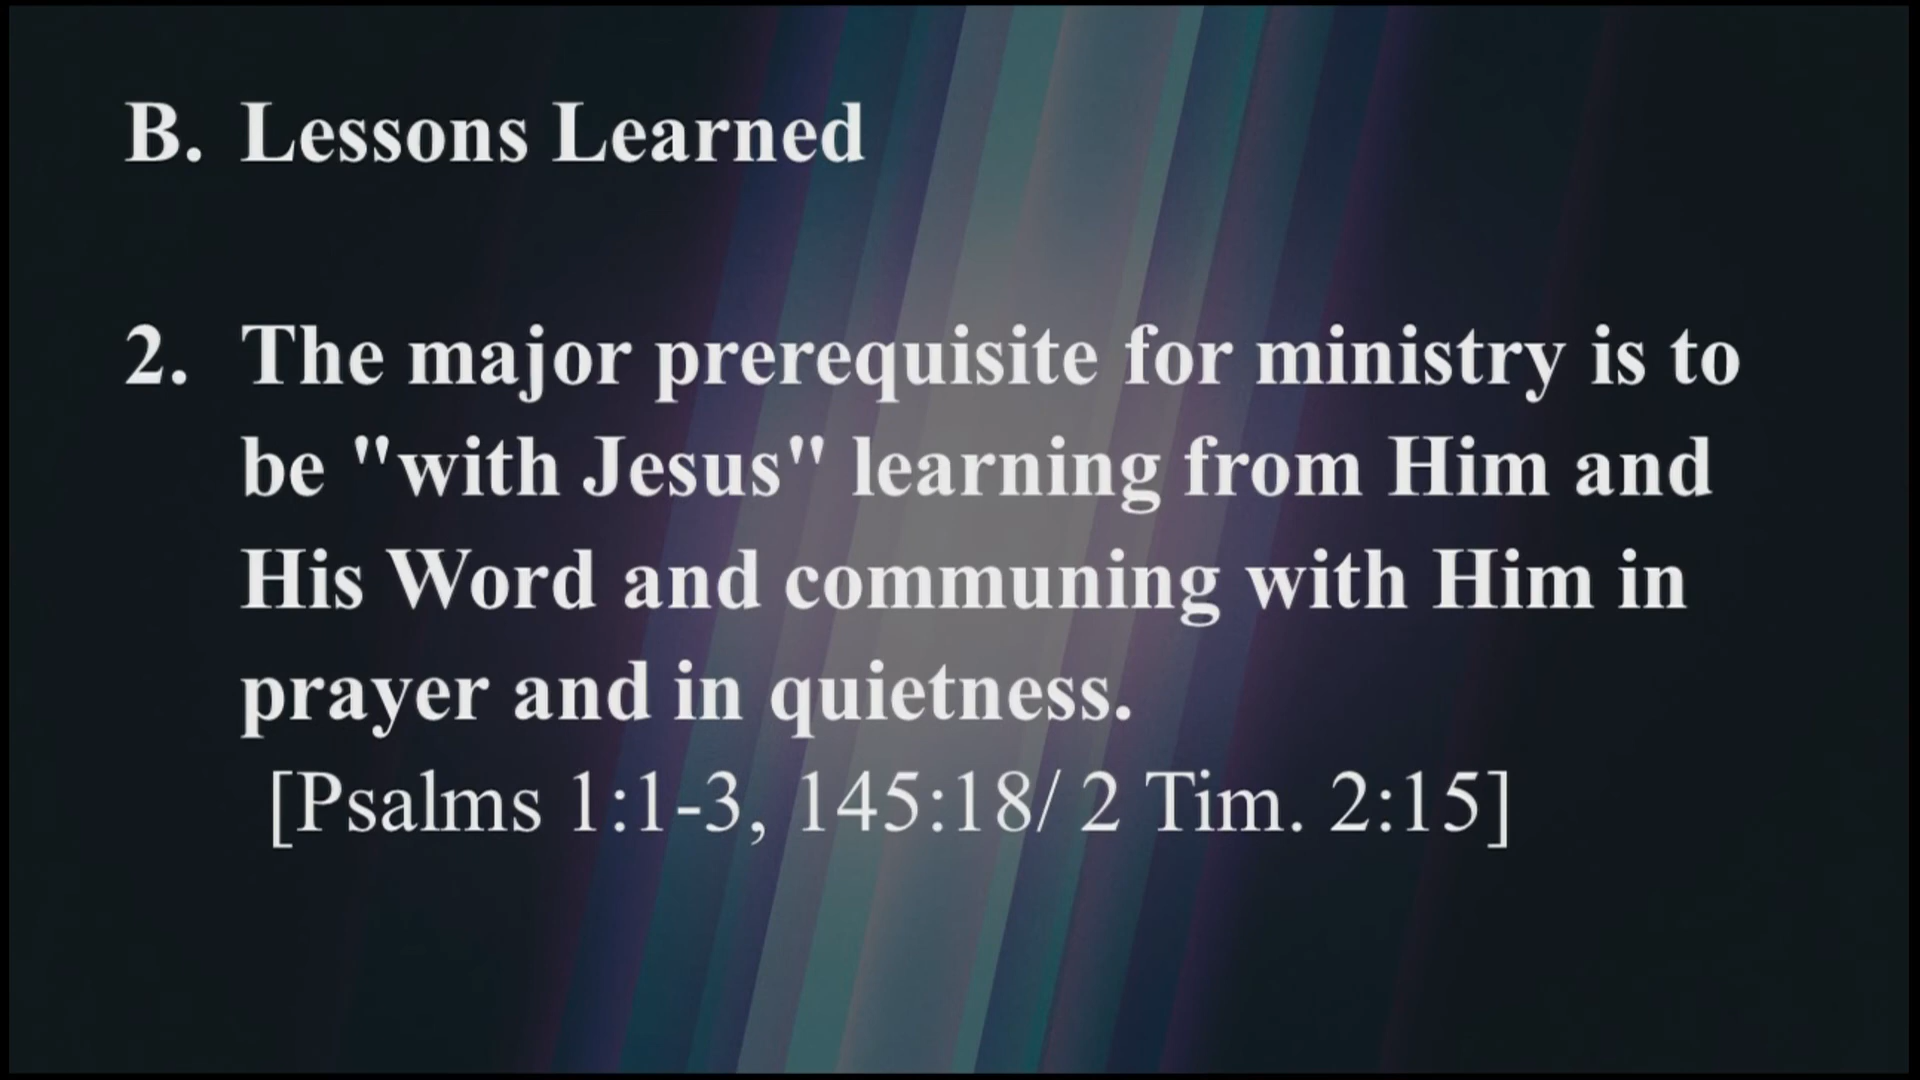 B. Lessons Learned
2. The major prerequisite for ministry is to
be "with Jesus" learning from Him and
His Word and communing with Him in
prayer and in quietness.
[Psalms 1:1-3, 145:18/ 2 Tim. 2:15]